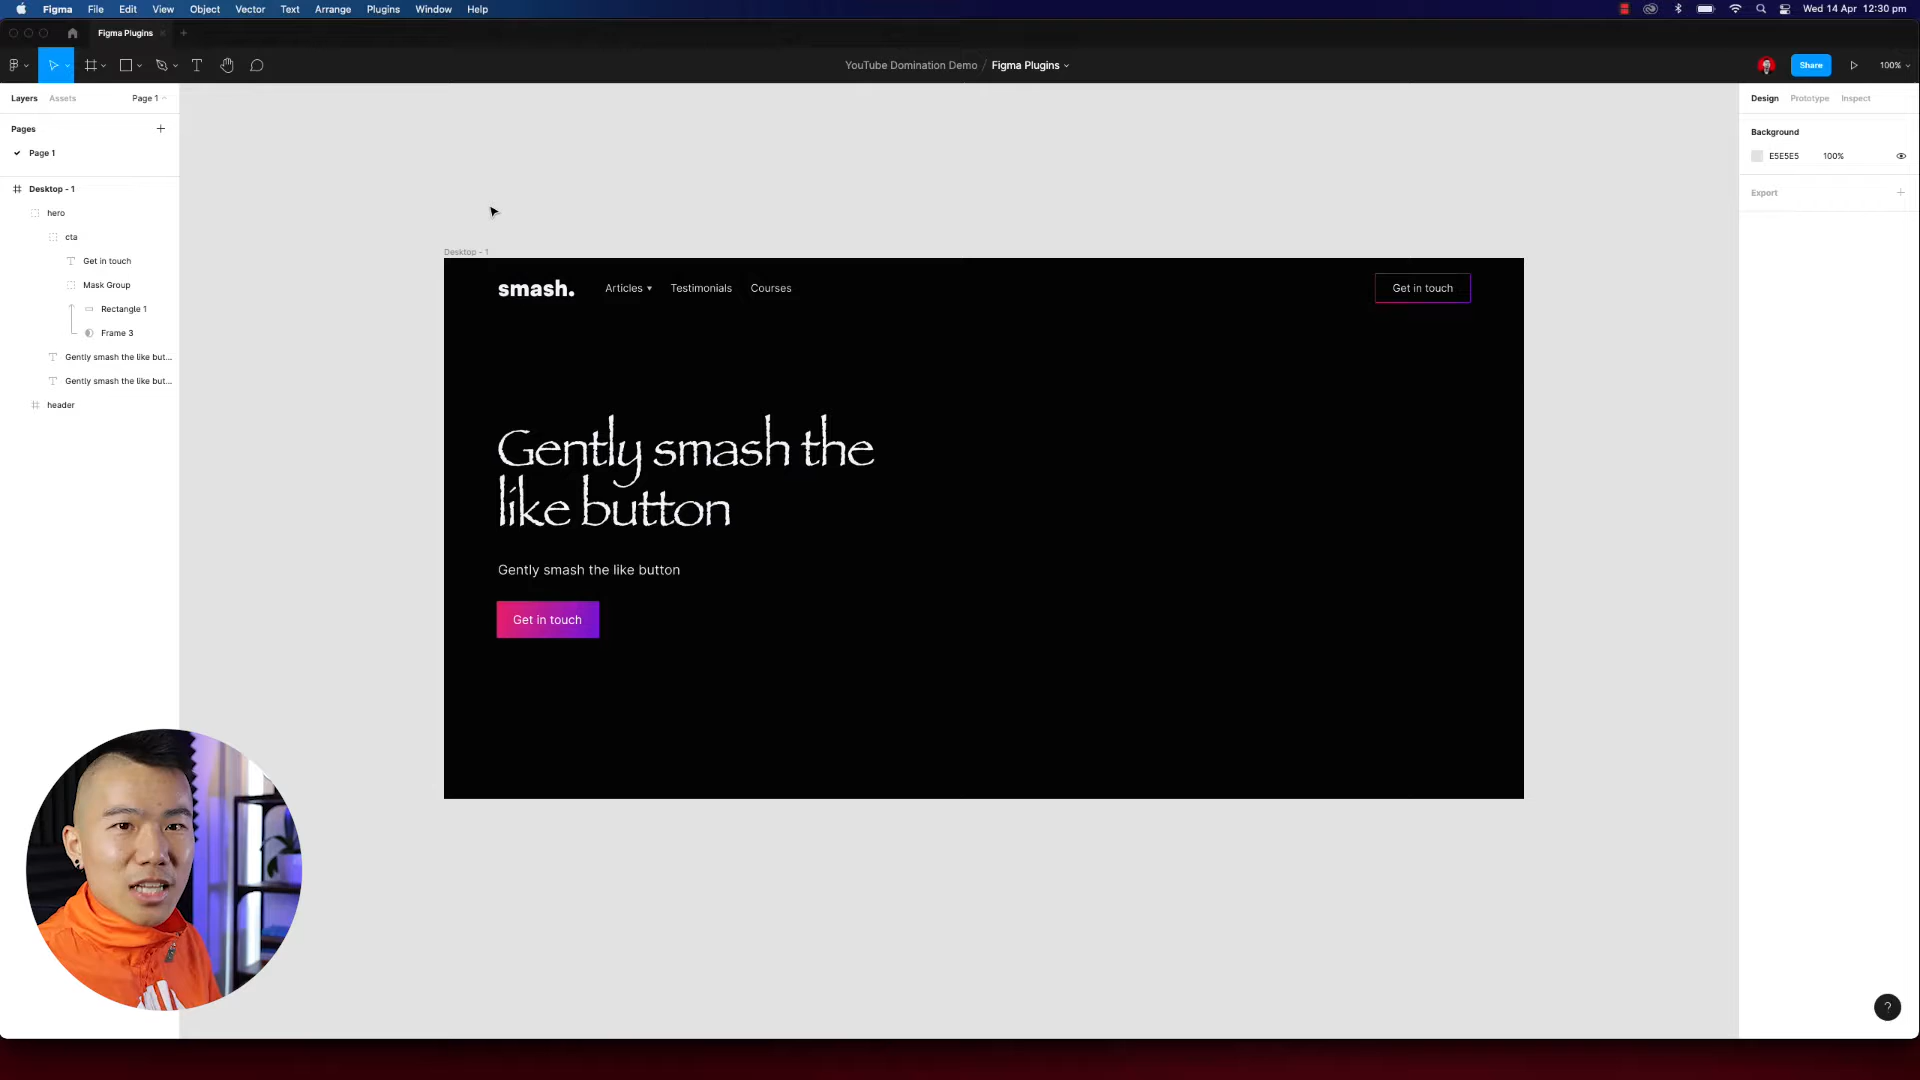 Figma File Edit View Object Vector Text Arrange Plugins Window Help Wed 14 Apr 12:30 pm
Figma Plugins
YouTube Domination Demo / Figma Plugins Share 100%
Layers Assets Page 1 Design Prototype Inspect
Pages
Background
Page 1
E5E5E5 100%
Desktop - 1
Export
hero
cta
Get in touch
Mask Group
Rectangle 1
Frame 3
Gently smash the like but...
Gently smash the like but...
header
Desktop - 1
smash. Articles Testimonials Courses Get in touch
Gently smash the
like button
Gently smash the like button
Get in touch
?